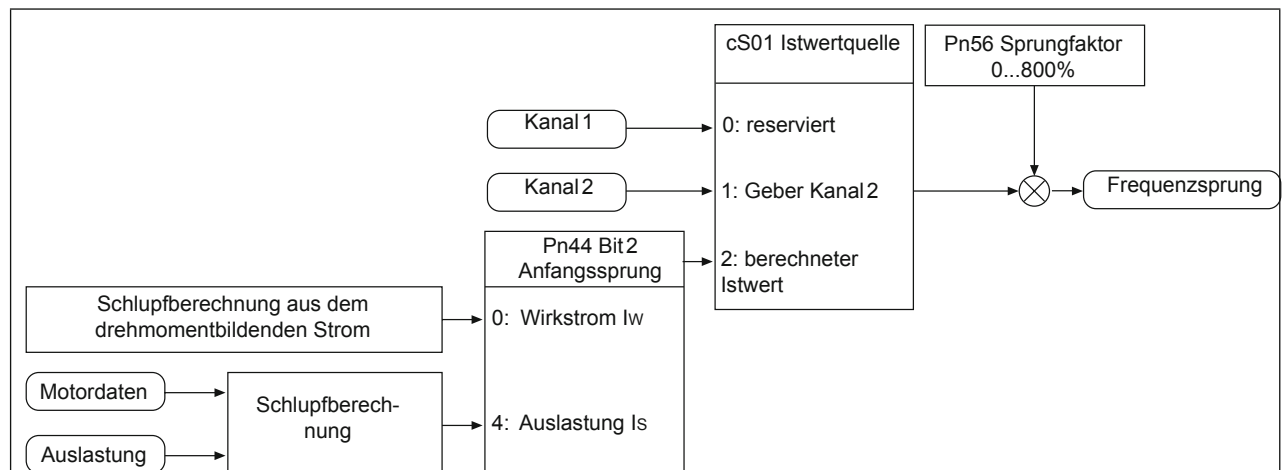 cS01 Istwertquelle
Pn56 Sprungfaktor
0...800%
Kanal 1
0: reserviert
Kanal 2
1: Geber Kanal 2
Frequenzsprung
Pn44 Bit 2
Anfangssprung
2: berechneter
Istwert
Schlupfberechnung aus dem
drehmomentbildenden Strom
0: Wirkstrom Iw
Motordaten
Schlupfberech-
nung
4: Auslastung Is
Auslastung